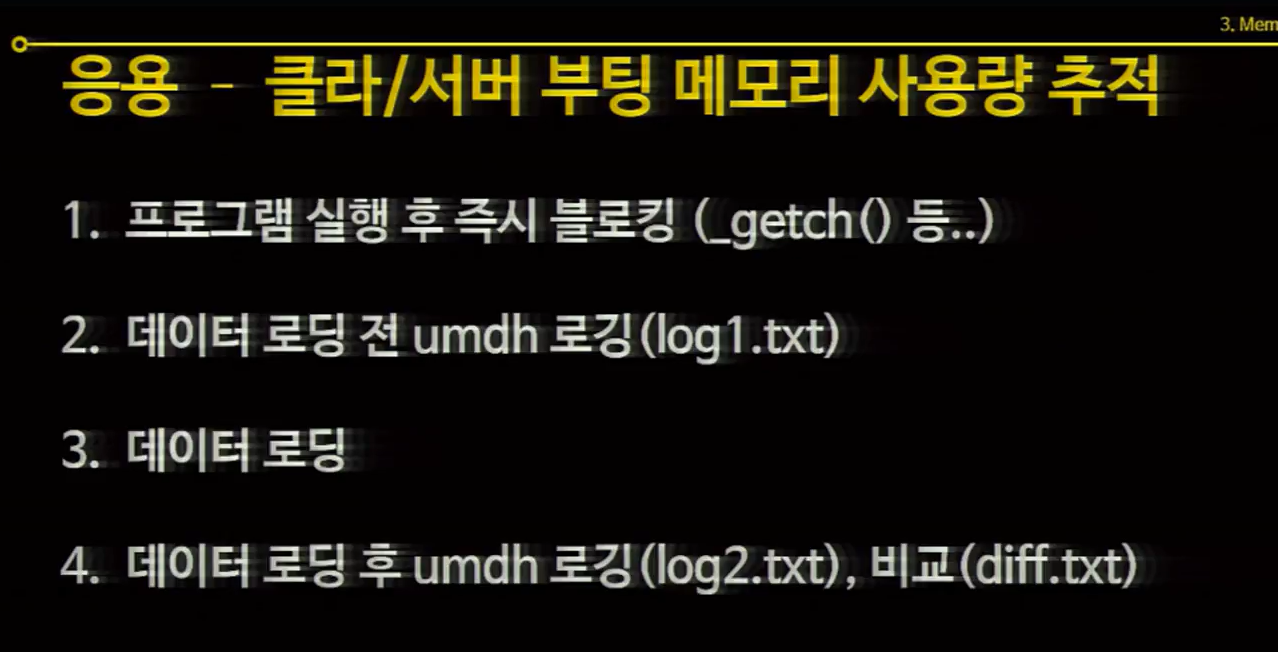 3. Mem
응용 - 클라/서버 부팅 메모리 사용량 추적
1. 프로그램 실행 후 즉시 블로킹 (_getch() 등..)
2. 데이터 로딩 전 umdh 로깅(log1.txt)
3. 데이터 로딩
4. 데이터 로딩 후 umdh 로깅(log2.txt), 비교(diff.txt)